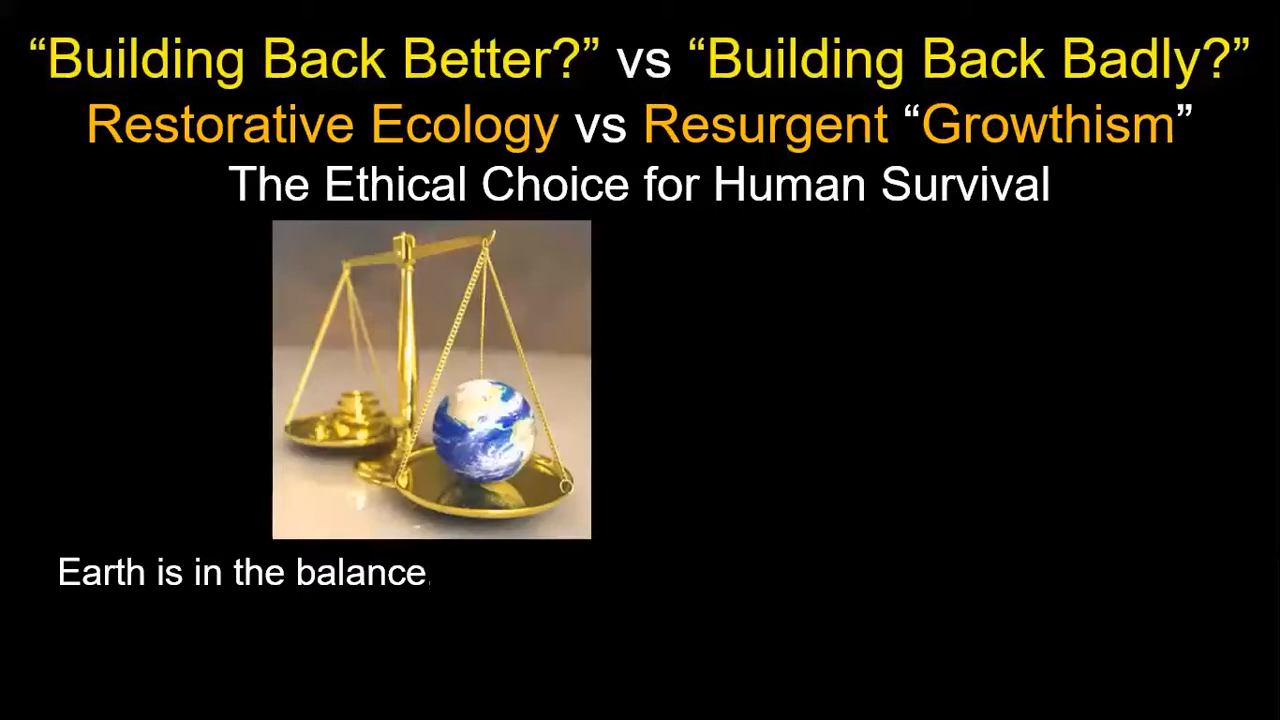 “Building Back Better?” vs “Building Back Badly?”
Restorative Ecology vs Resurgent “Growthism”
The Ethical Choice for Human Survival
Earth is in the balance.